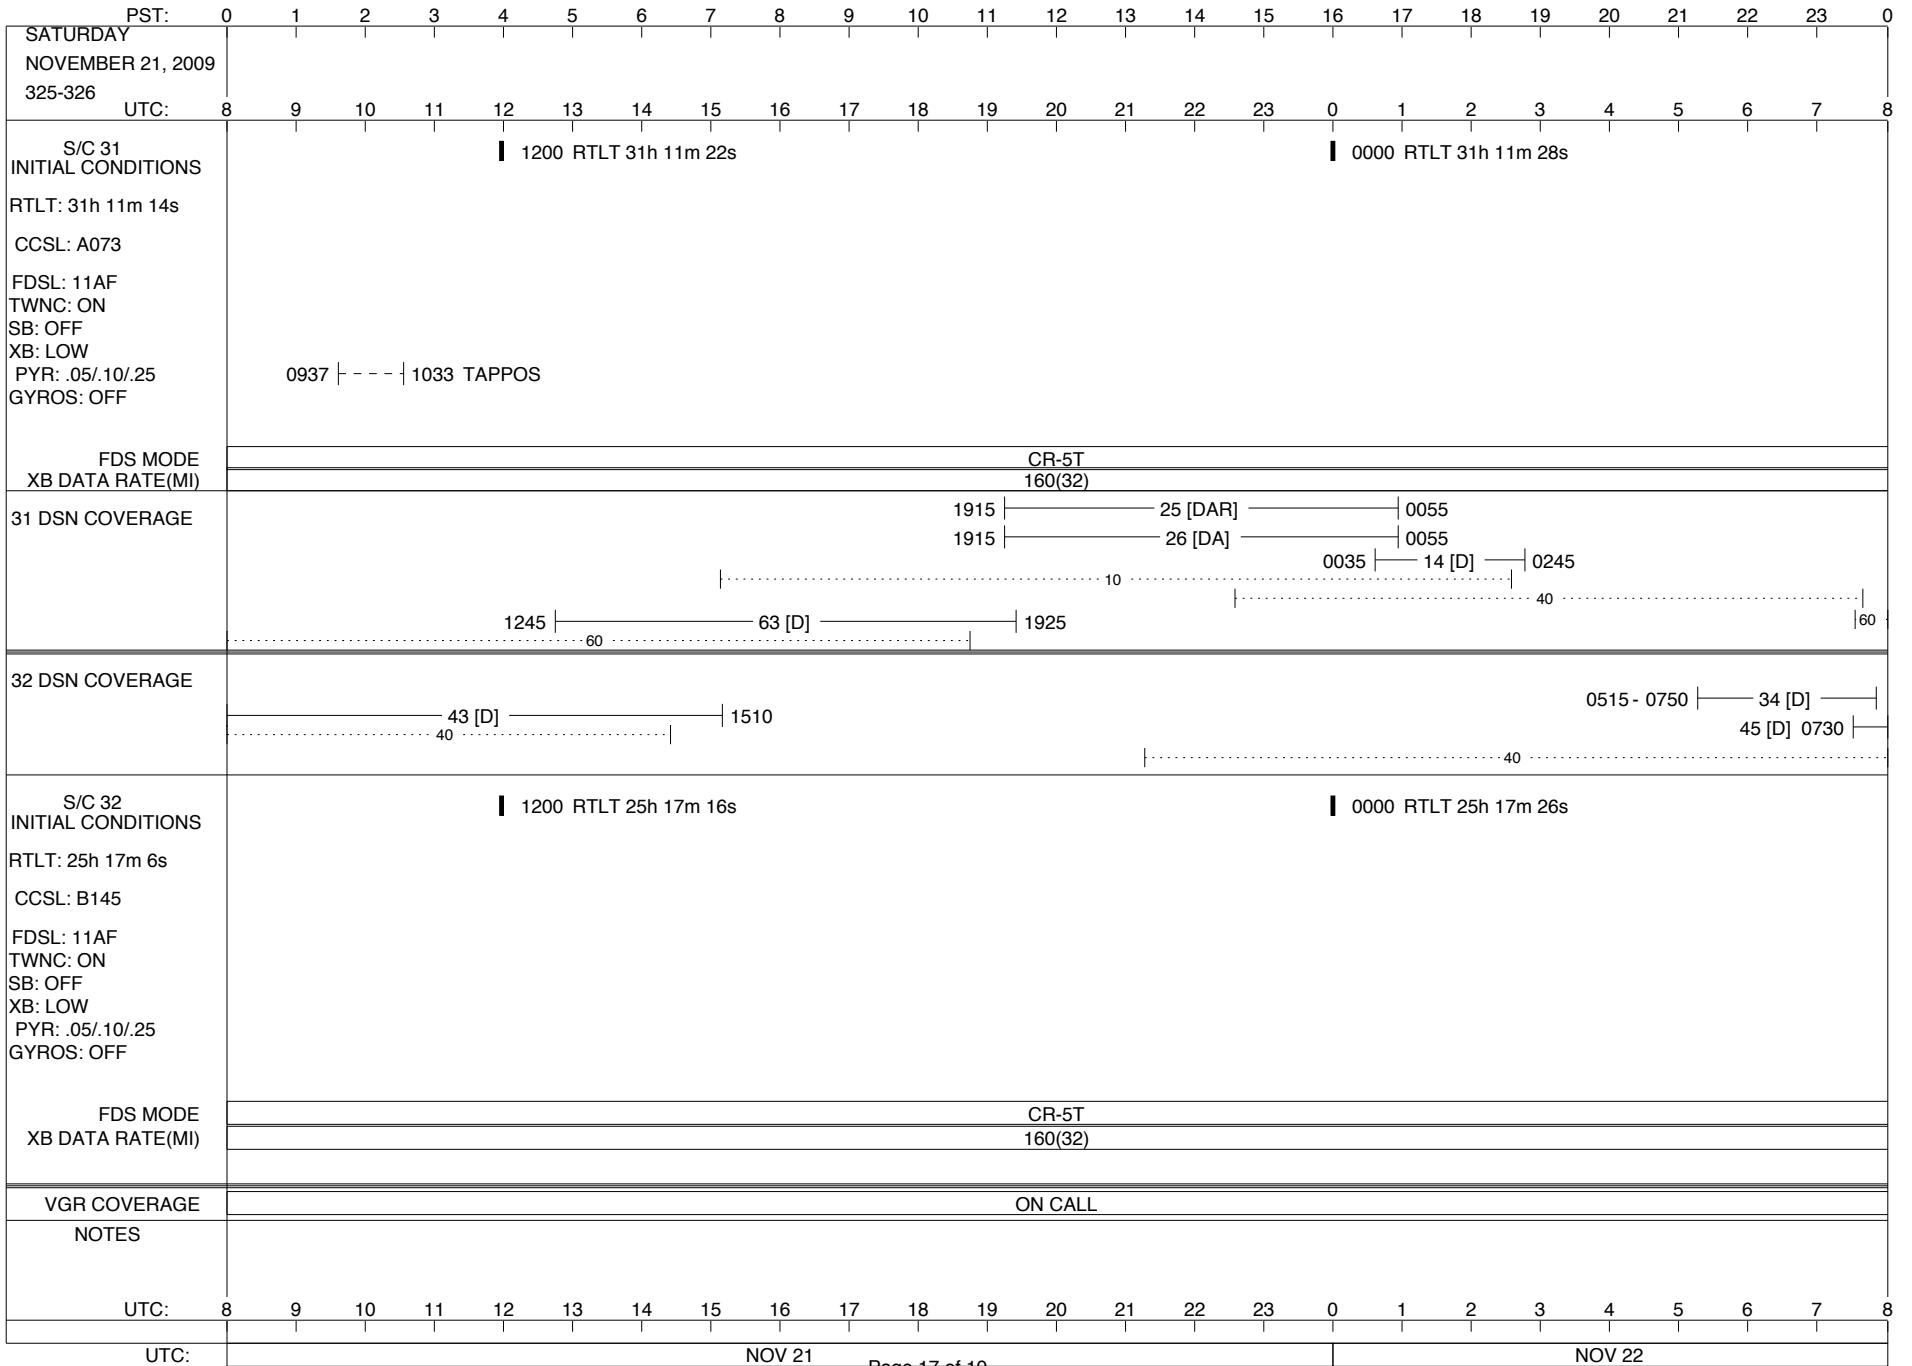 PST: 0 1 2 3 4 5 6 7 8 9 10 11 12 13 14 15 16 17 18 19 20 21 22 23 0
SATURDAY
NOVEMBER 21, 2009
325-326
UTC: 8 9 10 11 12 13 14 15 16 17 18 19 20 21 22 23 0 1 2 3 4 5 6 7 8
S/C 31
INITIAL CONDITIONS
1200 RTLT 31h 11m 22s
0000 RTLT 31h 11m 28s
RTLT: 31h 11m 14s
CCSL: A073
FDSL: 11AF
TWNC: ON
SB: OFF
XB: LOW
PYR: .05/.10/.25
0937 1033 TAPPOS
GYROS: OFF
FDS MODE CR-5T
XB DATA RATE(MI) 160(32)
31 DSN COVERAGE
1915 25 [DAR] 0055
1915 26 [DA] 0055
0035 14 [D] 0245
10
40
1245 63 [D] 1925
60
60
32 DSN COVERAGE
0515 - 0750 34 [D]
43 [D] 1510
45 [D] 0730
40
40
S/C 32
INITIAL CONDITIONS
1200 RTLT 25h 17m 16s
0000 RTLT 25h 17m 26s
RTLT: 25h 17m 6s
CCSL: B145
FDSL: 11AF
TWNC: ON
SB: OFF
XB: LOW
PYR: .05/.10/.25
GYROS: OFF
FDS MODE CR-5T
XB DATA RATE(MI) 160(32)
VGR COVERAGE ON CALL
NOTES
UTC: 8 9 10 11 12 13 14 15 16 17 18 19 20 21 22 23 0 1 2 3 4 5 6 7 8
UTC: NOV 21 NOV 22
Page 17 of 19